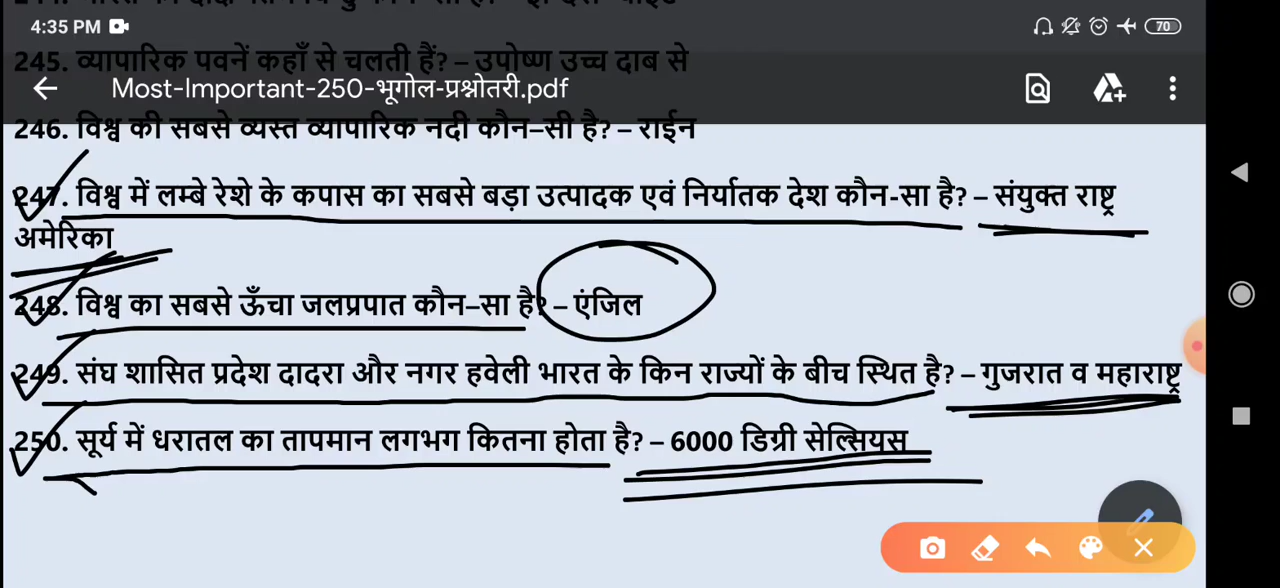 4:35 PM
70
245. व्यापारिक पवनें कहाँ से चलती हैं? – उपोष्ण उच्च दाब से
Most-Important-250-भूगोल-प्रश्नोतरी.pdf
246. विश्व की सबसे व्यस्त व्यापारिक नदी कौन–सी है? – राईन
247. विश्व में लम्बे रेशे के कपास का सबसे बड़ा उत्पादक एवं निर्यातक देश कौन-सा है? – संयुक्त राष्ट्र
अमेरिका
248. विश्व का सबसे ऊँचा जलप्रपात कौन–सा है? – एंजिल
249. संघ शासित प्रदेश दादरा और नगर हवेली भारत के किन राज्यों के बीच स्थित है? – गुजरात व महाराष्ट्र
250. सूर्य में धरातल का तापमान लगभग कितना होता है? – 6000 डिग्री सेल्सियस